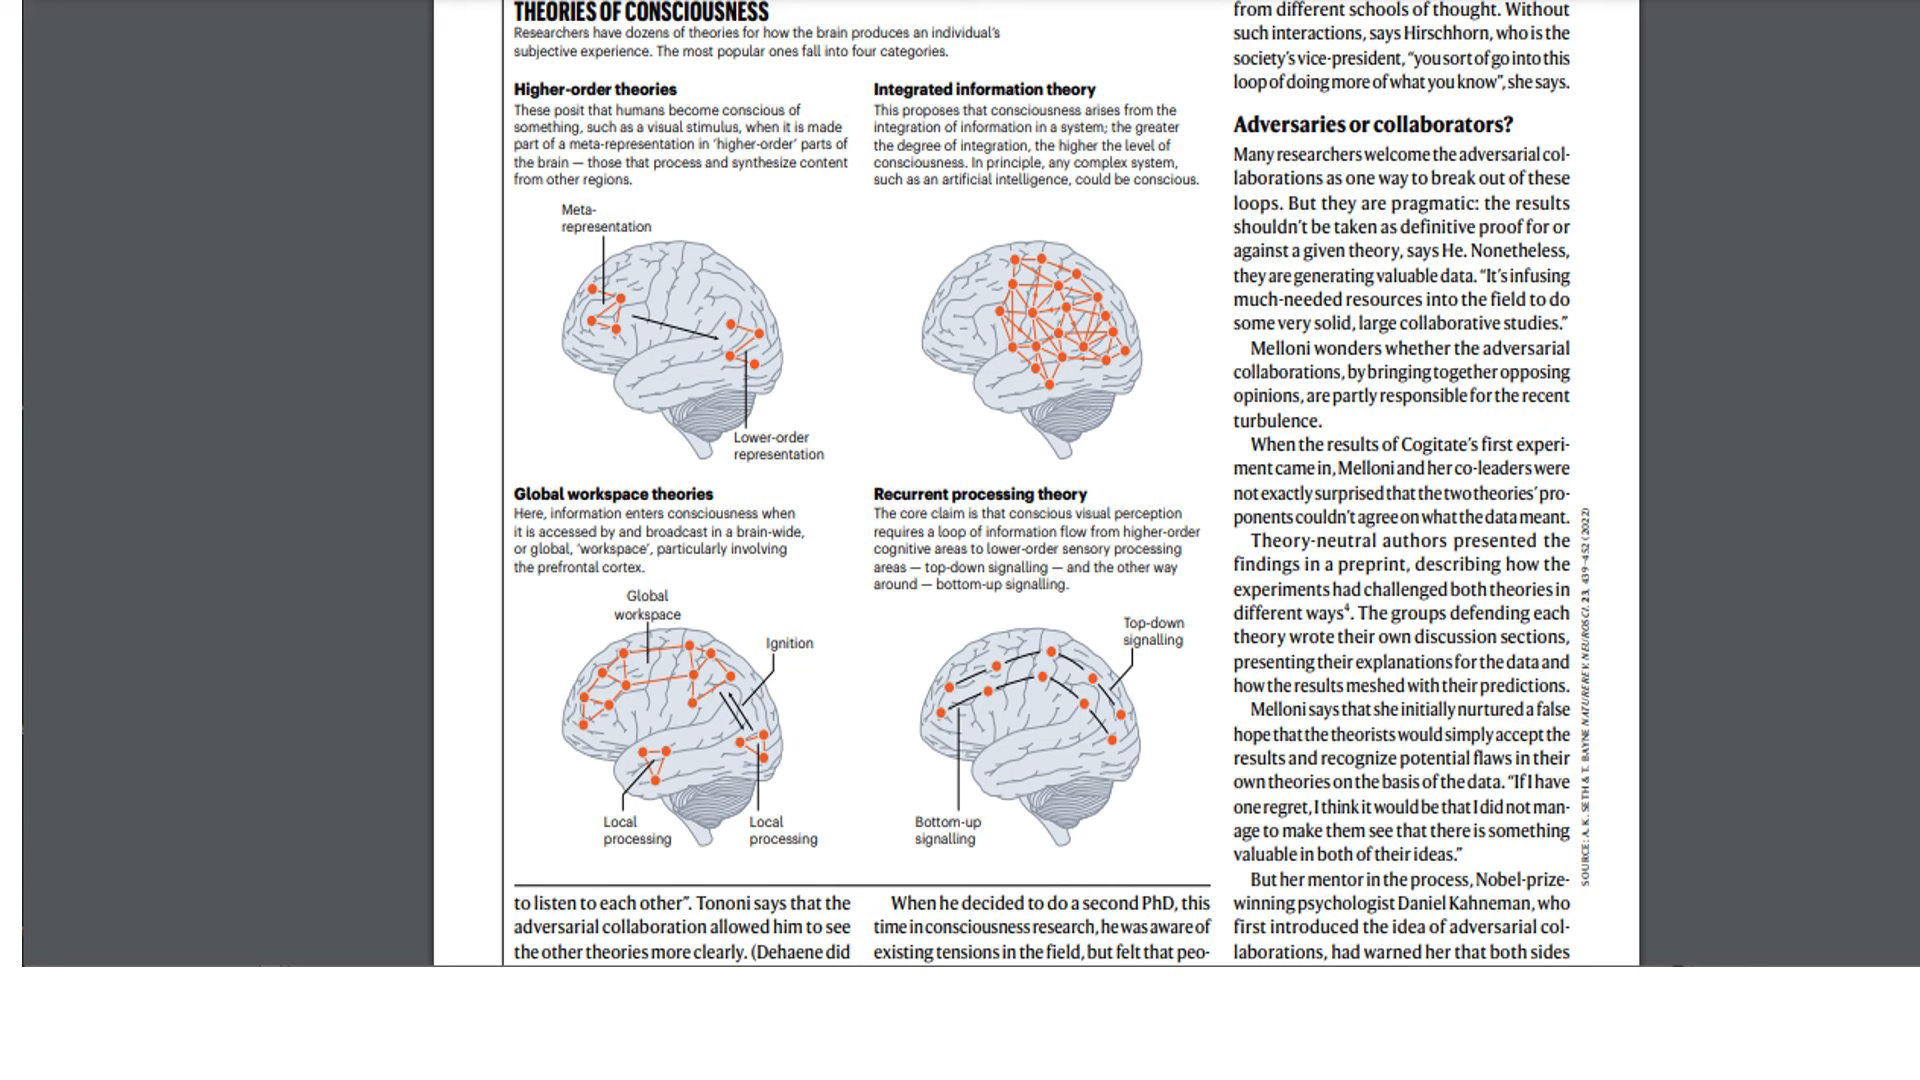 THEORIES OF CONSCIOUSNESS
Researchers have dozens of theories for how the brain produces an individual’s
subjective experience. The most popular ones fall into four categories.
Higher-order theories
These posit that humans become conscious of
something, such as a visual stimulus, when it is made
part of a meta-representation in ‘higher-order’ parts of
the brain — those that process and synthesize content
from other regions.
Meta-
representation
Lower-order
representation
Integrated information theory
This proposes that consciousness arises from the
integration of information in a system; the greater
the degree of integration, the higher the level of
consciousness. In principle, any complex system,
such as an artificial intelligence, could be conscious.
Global workspace theories
Here, information enters consciousness when
it is accessed by and broadcast in a brain-wide,
or global, ‘workspace’, particularly involving
the prefrontal cortex.
Global
workspace
Ignition
Local
processing
Local
processing
Recurrent processing theory
The core claim is that conscious visual perception
requires a loop of information flow from higher-order
cognitive areas to lower-order sensory processing
areas — top-down signalling — and the other way
around — bottom-up signalling.
Top-down
signalling
Bottom-up
signalling
SOURCE: A. K. SETH & T. BAYNE NATURE REV. NEUROSCI. 23, 439–452 (2022)
to listen to each other”. Tononi says that the
adversarial collaboration allowed him to see
the other theories more clearly. (Dehaene did
When he decided to do a second PhD, this
time in consciousness research, he was aware of
existing tensions in the field, but felt that peo-
from different schools of thought. Without
such interactions, says Hirschhorn, who is the
society’s vice-president, “you sort of go into this
loop of doing more of what you know”, she says.
Adversaries or collaborators?
Many researchers welcome the adversarial col-
laborations as one way to break out of these
loops. But they are pragmatic: the results
shouldn’t be taken as definitive proof for or
against a given theory, says He. Nonetheless,
they are generating valuable data. “It’s infusing
much-needed resources into the field to do
some very solid, large collaborative studies.”
Melloni wonders whether the adversarial
collaborations, by bringing together opposing
opinions, are partly responsible for the recent
turbulence.
When the results of Cogitate’s first experi-
ment came in, Melloni and her co-leaders were
not exactly surprised that the two theories’ pro-
ponents couldn’t agree on what the data meant.
Theory-neutral authors presented the
findings in a preprint, describing how the
experiments had challenged both theories in
different ways⁴. The groups defending each
theory wrote their own discussion sections,
presenting their explanations for the data and
how the results meshed with their predictions.
Melloni says that she initially nurtured a false
hope that the theorists would simply accept the
results and recognize potential flaws in their
own theories on the basis of the data. “If I have
one regret, I think it would be that I did not man-
age to make them see that there is something
valuable in both of their ideas.”
But her mentor in the process, Nobel-prize-
winning psychologist Daniel Kahneman, who
first introduced the idea of adversarial col-
laborations, had warned her that both sides